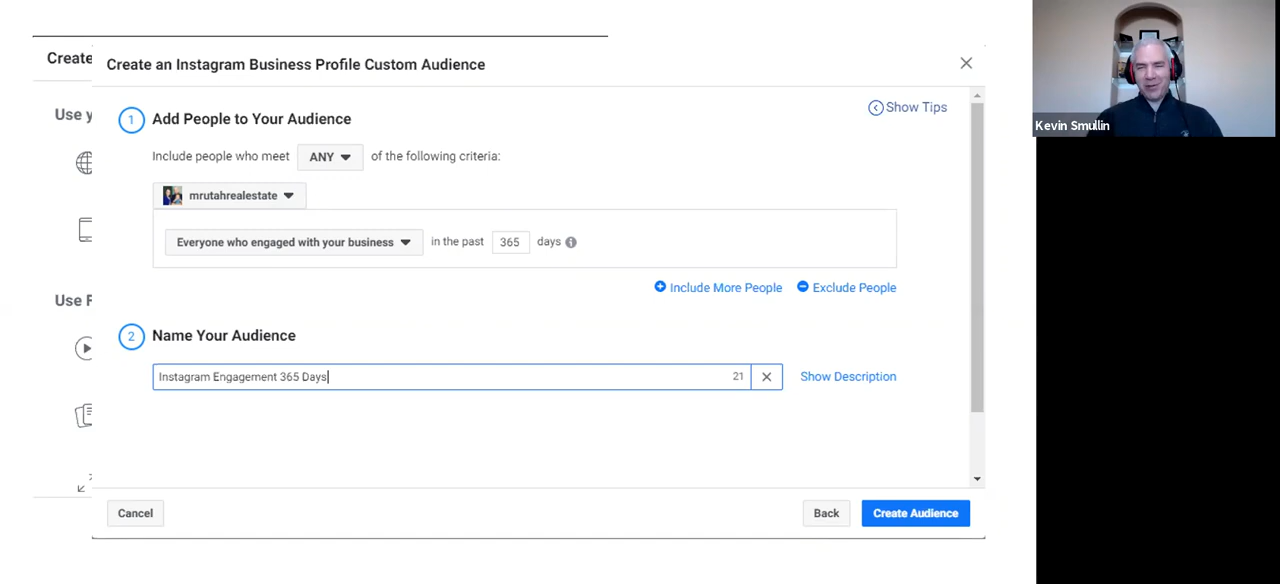 Create
Create an Instagram Business Profile Custom Audience
Use y
1 Add People to Your Audience
Show Tips
Include people who meet ANY of the following criteria:
mrutahrealestate
Everyone who engaged with your business in the past 365 days
Include More People Exclude People
Use F
2 Name Your Audience
Instagram Engagement 365 Days 21 Show Description
Cancel Back Create Audience
Kevin Smullin